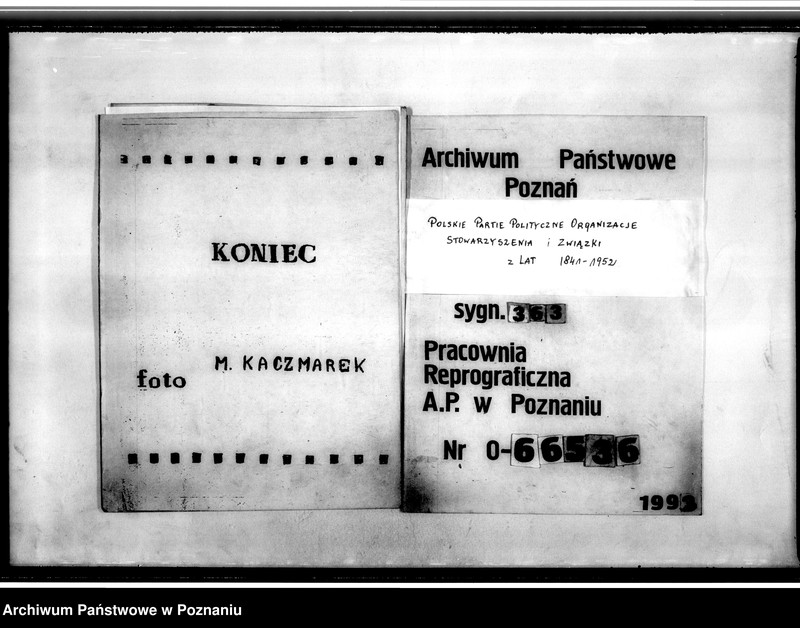 KONIEC
foto M. KACZMAREK
Archiwum Państwowe
Poznań
POLSKIE PARTIE POLITYCZNE ORGANIZACJE
STOWARZYSZENIA i ZWIĄZKI
z LAT 1841-1952
sygn. 363
Pracownia
Reprograficzna
A.P. w Poznaniu
Nr 0-66536
1993
Archiwum Państwowe w Poznaniu